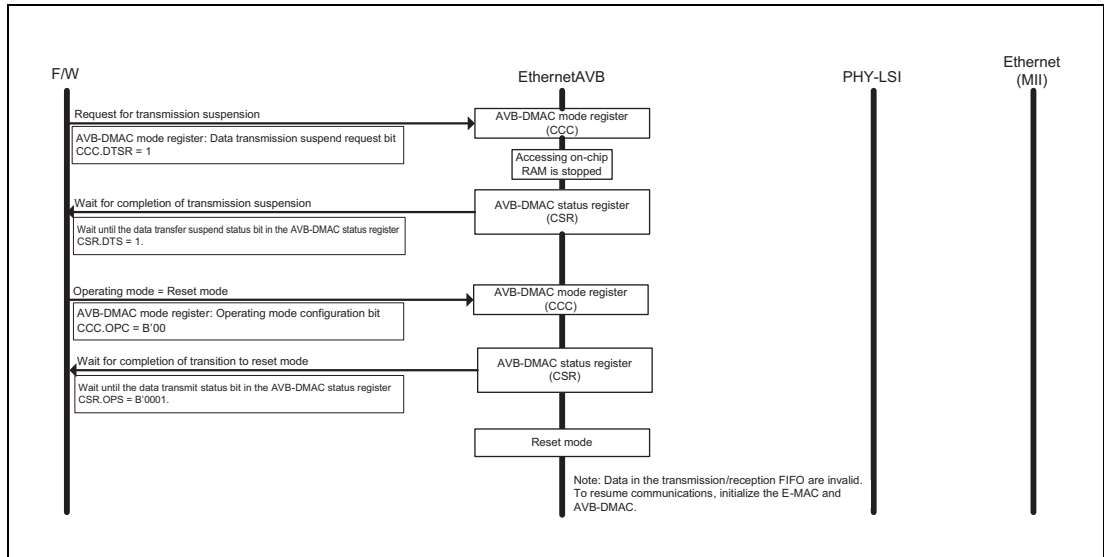 F/W
EthernetAVB
PHY-LSI
Ethernet
(MII)
Request for transmission suspension
AVB-DMAC mode register
(CCC)
AVB-DMAC mode register: Data transmission suspend request bit
CCC.DTSR = 1
Accessing on-chip
RAM is stopped
Wait for completion of transmission suspension
AVB-DMAC status register
(CSR)
Wait until the data transfer suspend status bit in the AVB-DMAC status register
CSR.DTS = 1.
Operating mode = Reset mode
AVB-DMAC mode register
(CCC)
AVB-DMAC mode register: Operating mode configuration bit
CCC.OPC = B'00
Wait for completion of transition to reset mode
AVB-DMAC status register
(CSR)
Wait until the data transmit status bit in the AVB-DMAC status register
CSR.OPS = B'0001.
Reset mode
Note: Data in the transmission/reception FIFO are invalid.
To resume communications, initialize the E-MAC and
AVB-DMAC.